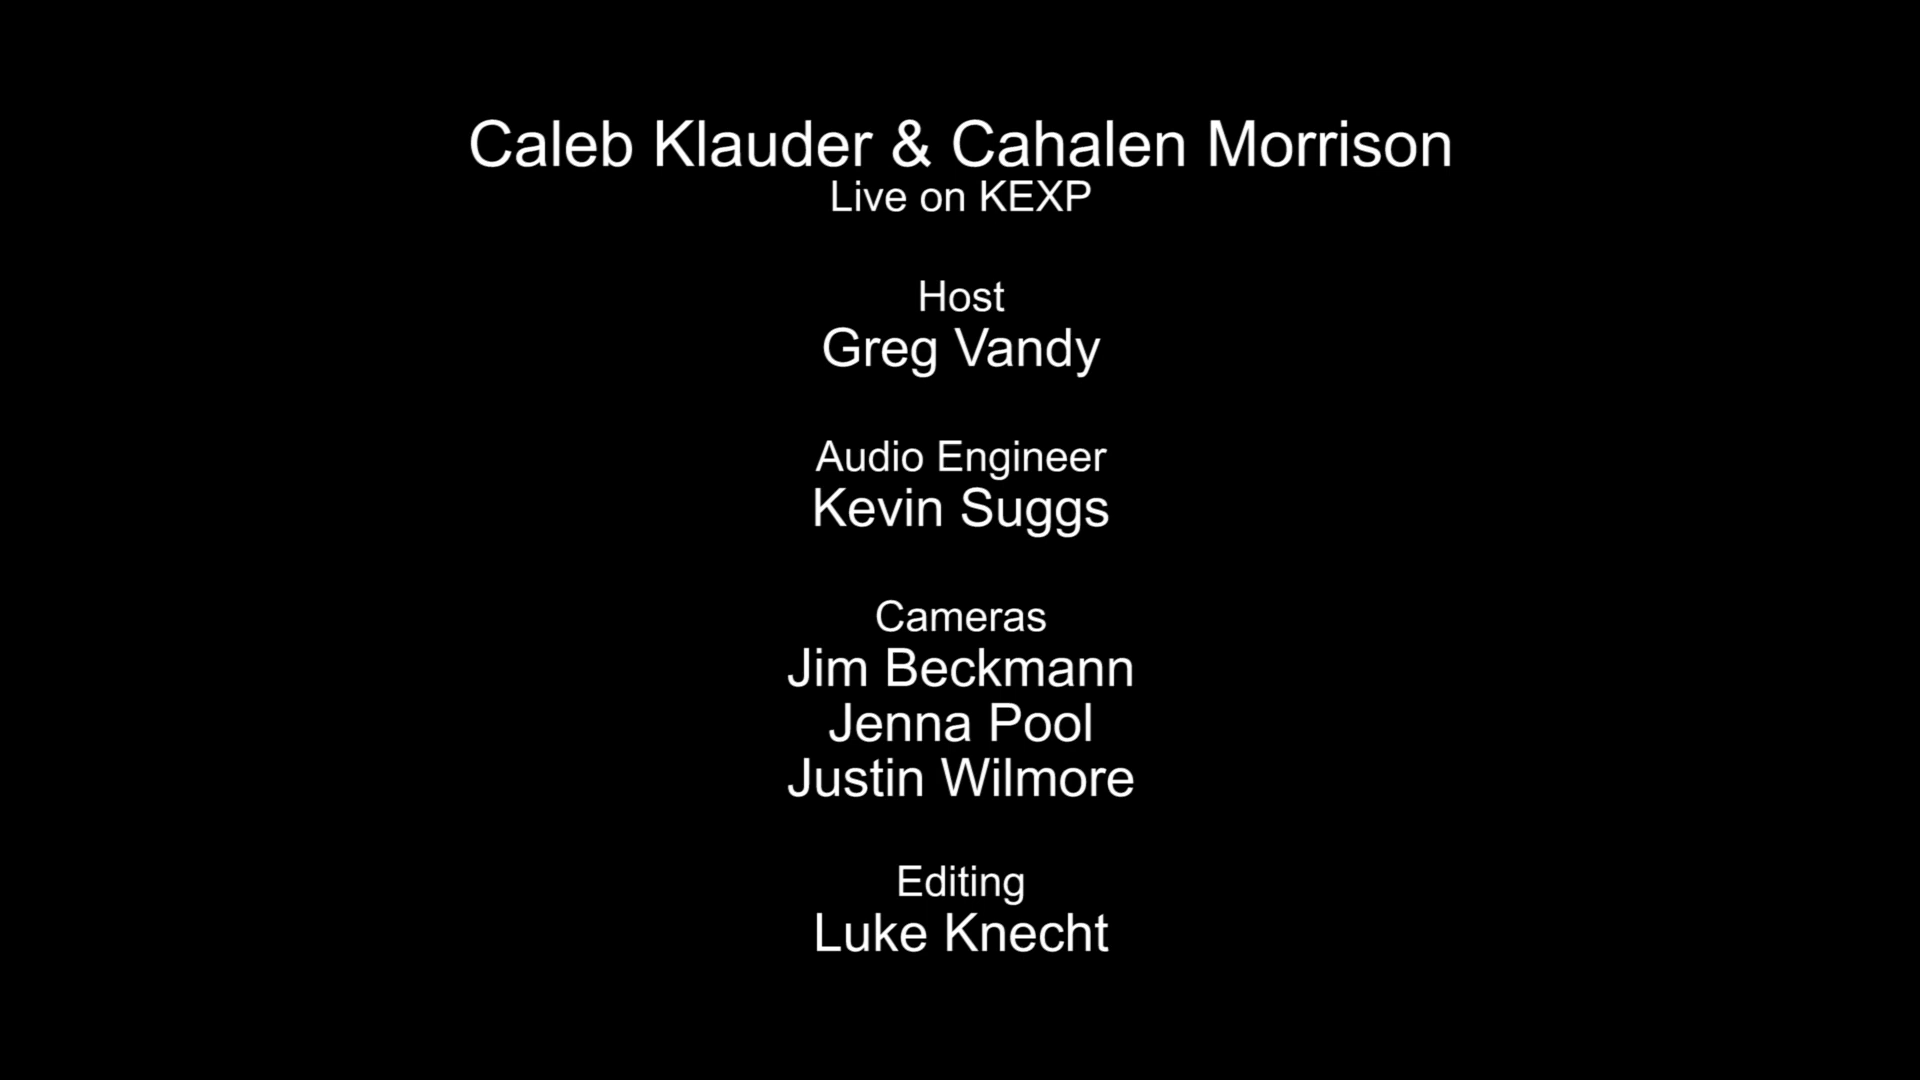 Caleb Klauder & Cahalen Morrison
Live on KEXP
Host
Greg Vandy
Audio Engineer
Kevin Suggs
Cameras
Jim Beckmann
Jenna Pool
Justin Wilmore
Editing
Luke Knecht